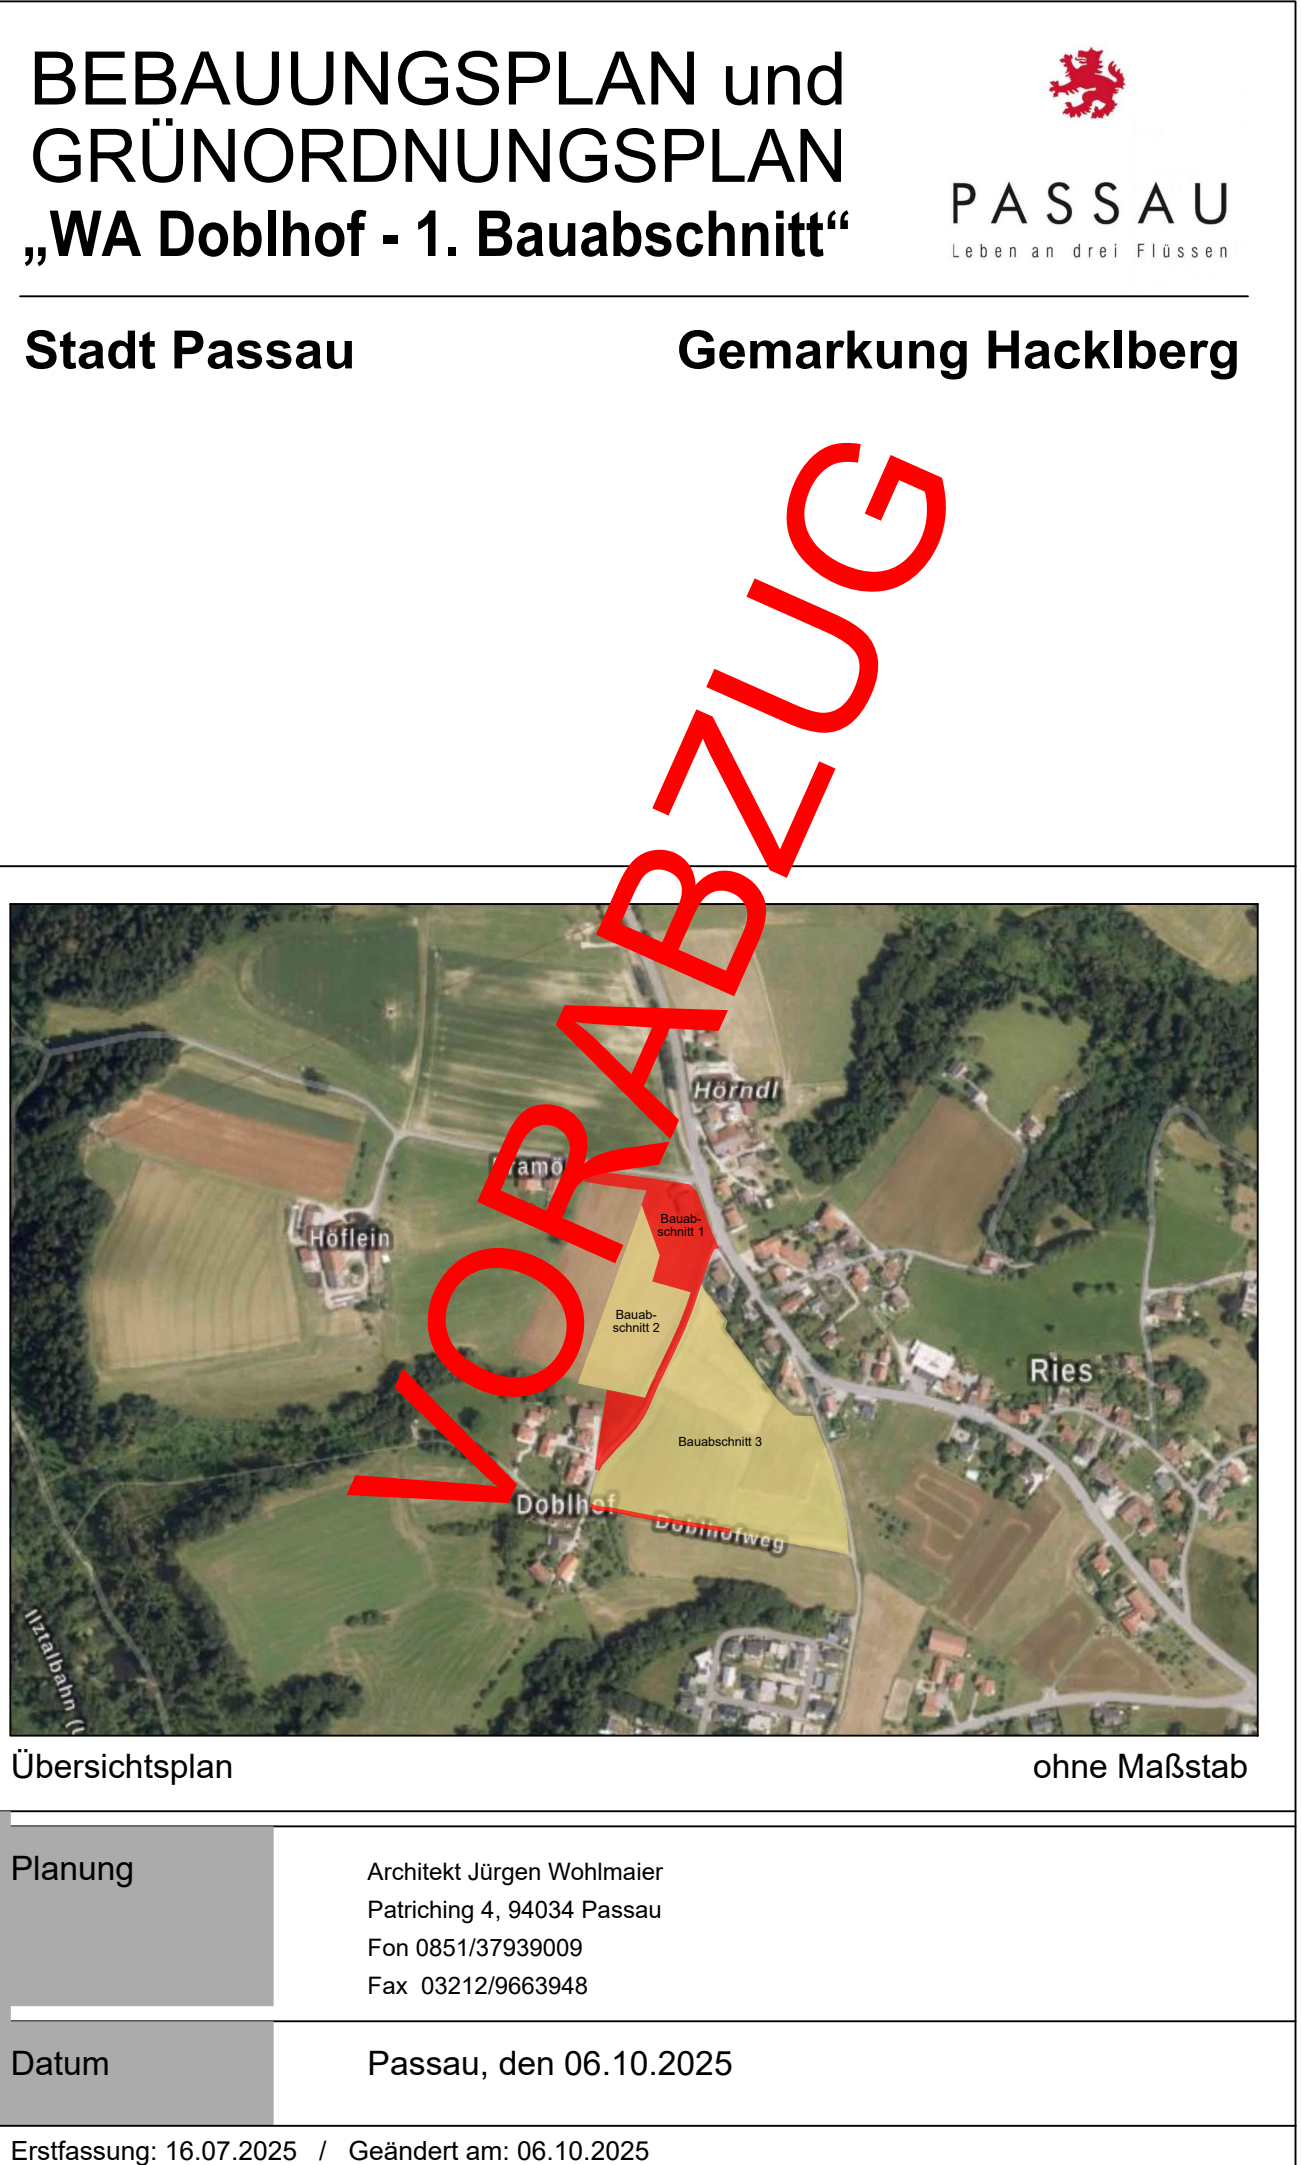 BEBAUUNGSPLAN und
GRÜNORDNUNGSPLAN
„WA Doblhof - 1. Bauabschnitt“
PASSAU
Leben an drei Flüssen
Stadt Passau
Gemarkung Hacklberg
VORABZUG
Hörndl
Höflein
Bauab-
schnitt 1
Bauab-
schnitt 2
Ries
Bauabschnitt 3
Doblhof
Doblhofweg
Ilztalbahn
Übersichtsplan
ohne Maßstab
Planung
Architekt Jürgen Wohlmaier
Patriching 4, 94034 Passau
Fon 0851/37939009
Fax 03212/9663948
Datum
Passau, den 06.10.2025
Erstfassung: 16.07.2025 / Geändert am: 06.10.2025